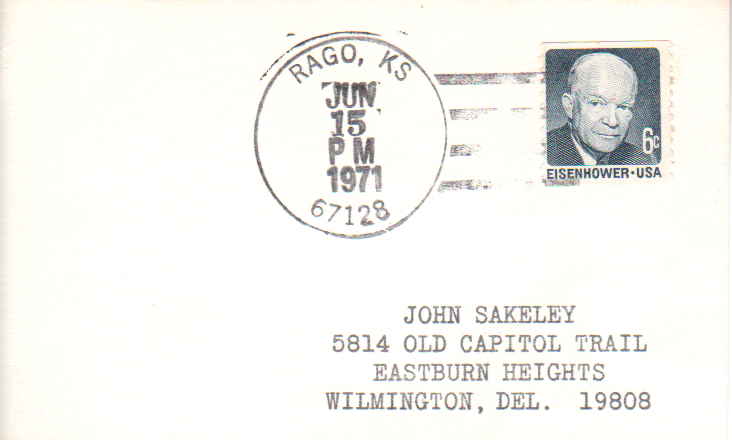 RAGO, KS
JUN
15
PM
1971
67128
6c
EISENHOWER·USA
JOHN SAKELEY
5814 OLD CAPITOL TRAIL
EASTBURN HEIGHTS
WILMINGTON, DEL. 19808